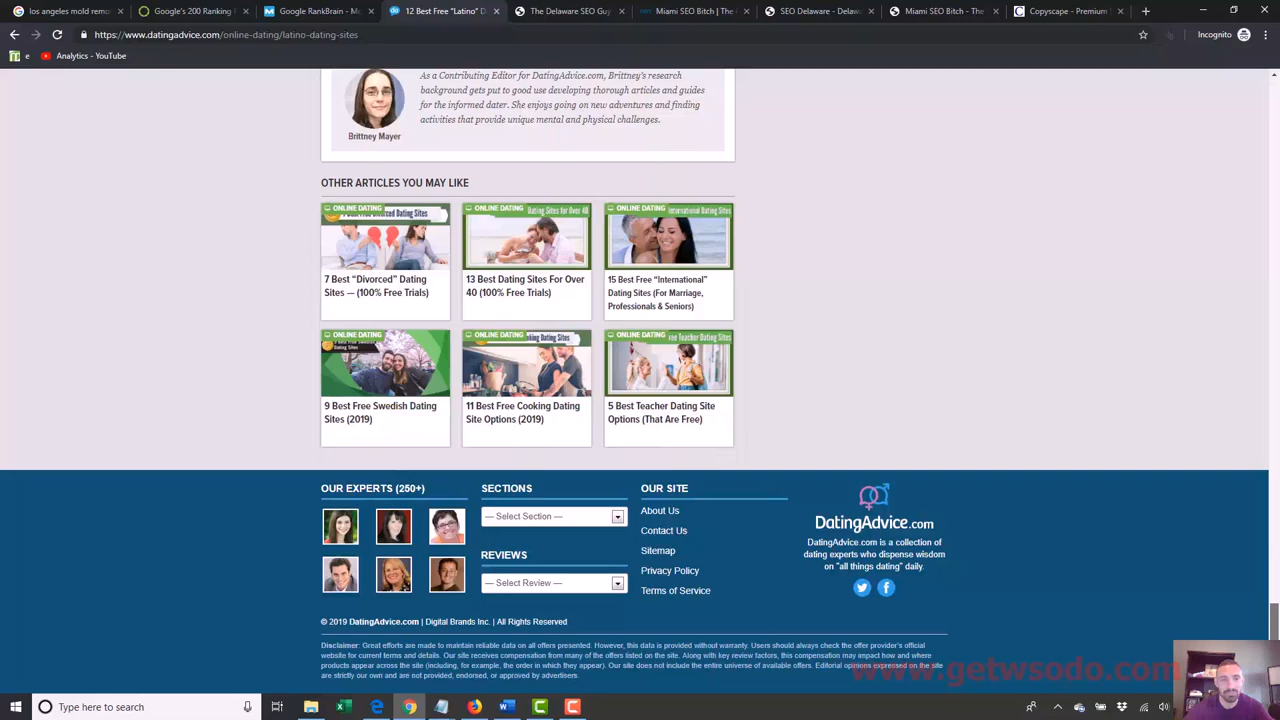 google los angeles mold remo
Google's 200 Ranking
Google RankBrain - M
12 Best Free "Latino" D
The Delaware SEO Guy
Miami SEO Bitch | The
SEO Delaware - Delaw
Miami SEO Bitch - The
Copyscape - Premium
https://www.datingadvice.com/online-dating/latino-dating-sites
Incognito
e
Analytics - YouTube
As a Contributing Editor for DatingAdvice.com, Brittney's research
background gets put to good use developing thorough articles and guides
for the informed dater. She enjoys going on new adventures and finding
activities that provide unique mental and physical challenges.
Brittney Mayer
OTHER ARTICLES YOU MAY LIKE
ONLINE DATING
Divorced Dating Sites
7 Best "Divorced" Dating
Sites — (100% Free Trials)
ONLINE DATING
Dating Sites for Over 40
13 Best Dating Sites For Over
40 (100% Free Trials)
ONLINE DATING
International Dating Sites
15 Best Free "International"
Dating Sites (For Marriage,
Professionals & Seniors)
ONLINE DATING
Dating Sites
9 Best Free Swedish Dating
Sites (2019)
ONLINE DATING
Dating Sites
11 Best Free Cooking Dating
Site Options (2019)
ONLINE DATING
ree Teacher Dating Sites
5 Best Teacher Dating Site
Options (That Are Free)
OUR EXPERTS (250+)
SECTIONS
— Select Section —
REVIEWS
— Select Review —
OUR SITE
About Us
Contact Us
Sitemap
Privacy Policy
Terms of Service
DatingAdvice.com
DatingAdvice.com is a collection of
dating experts who dispense wisdom
on "all things dating" daily.
© 2019 DatingAdvice.com | Digital Brands Inc. | All Rights Reserved
Disclaimer: Great efforts are made to maintain reliable data on all offers presented. However, this data is provided without warranty. Users should always check the offer provider's official
website for current terms and details. Our site receives compensation from many of the offers listed on the site. Along with key review factors, this compensation may impact how and where
products appear across the site (including, for example, the order in which they appear). Our site does not include the entire universe of available offers. Editorial opinions expressed on the site
are strictly our own and are not provided, endorsed, or approved by advertisers.
www.getwsodo.com
Type here to search